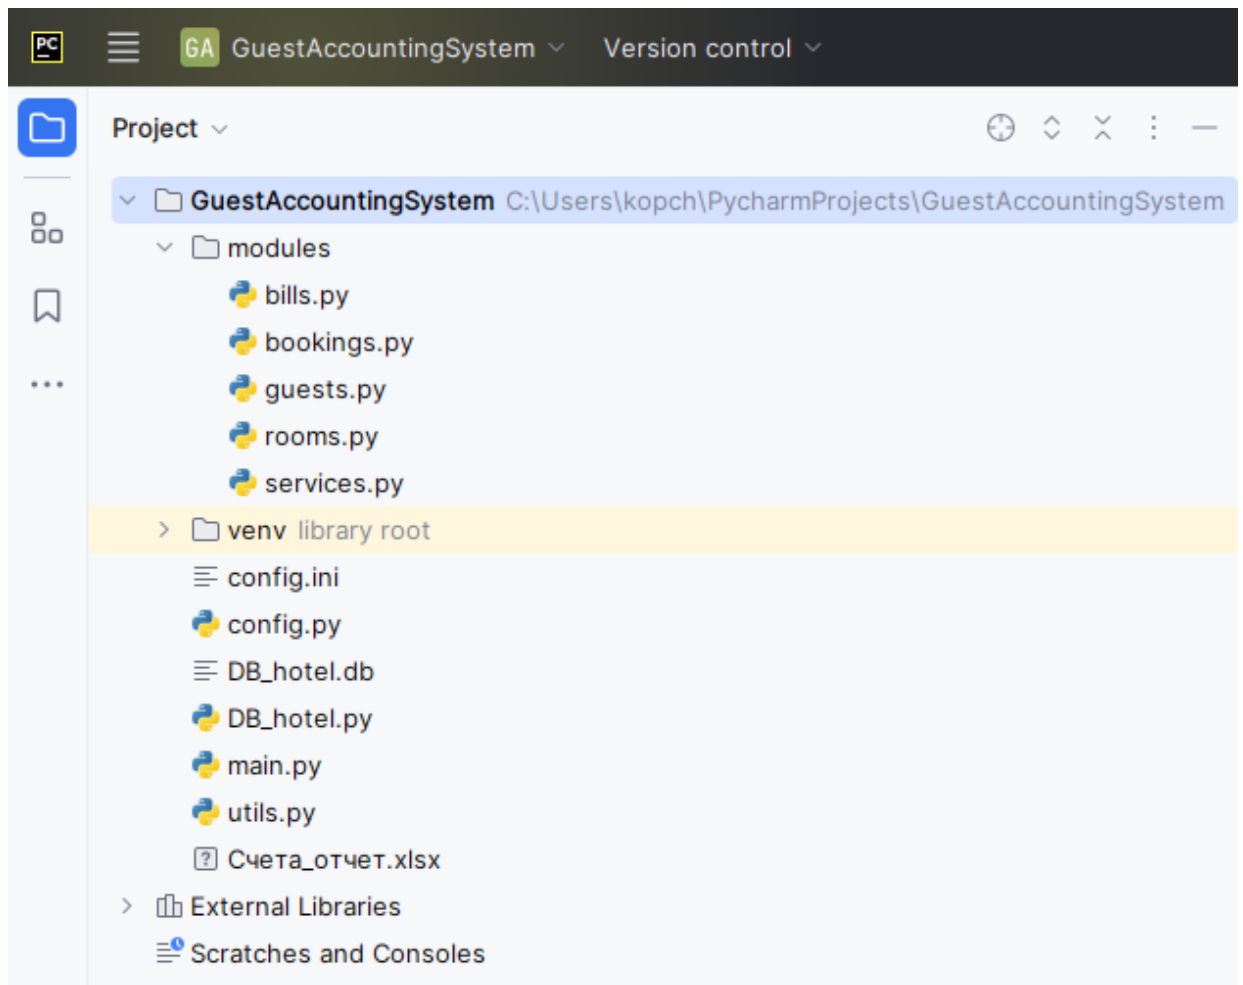 PC GA GuestAccountingSystem Version control
Project
GuestAccountingSystem C:\Users\kopch\PycharmProjects\GuestAccountingSystem
modules
bills.py
bookings.py
guests.py
rooms.py
services.py
venv library root
config.ini
config.py
DB_hotel.db
DB_hotel.py
main.py
utils.py
Счета_отчет.xlsx
External Libraries
Scratches and Consoles